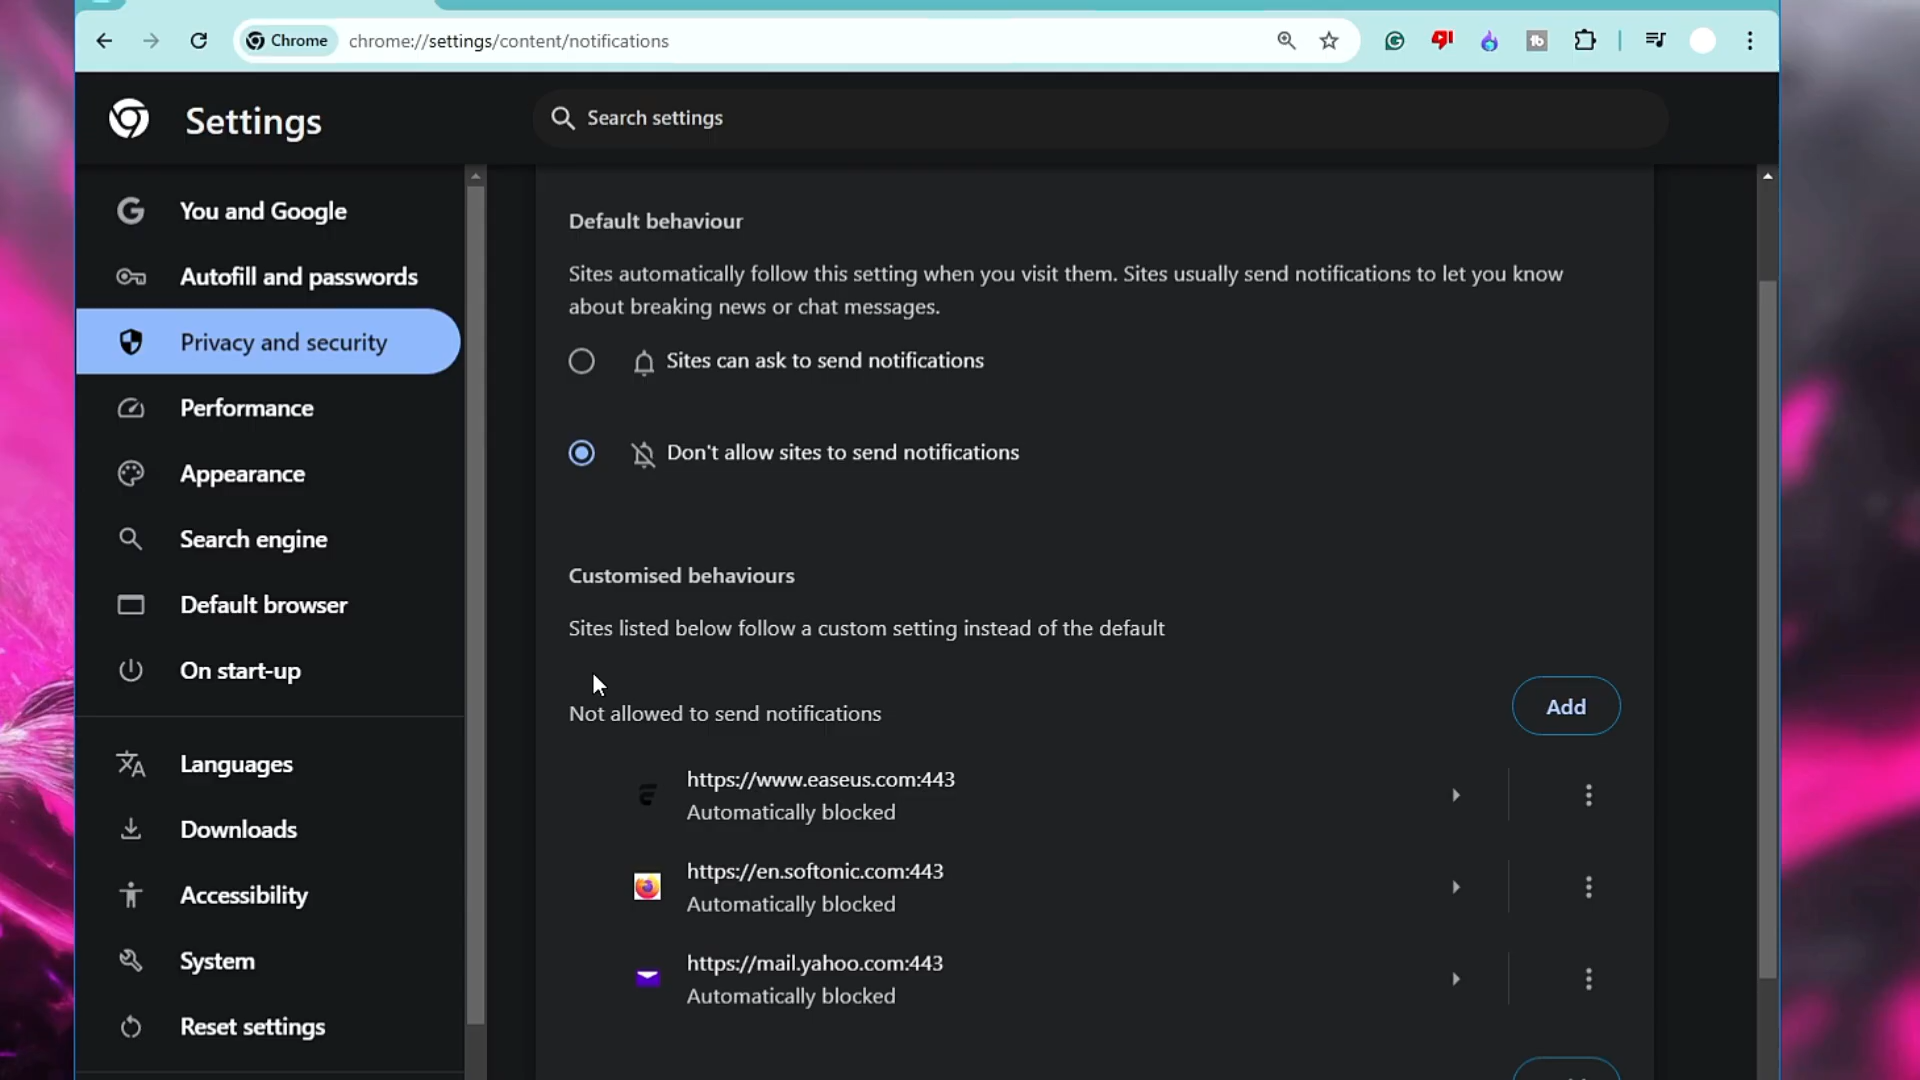 Chrome
chrome://settings/content/notifications
Settings
Search settings
You and Google
Autofill and passwords
Privacy and security
Performance
Appearance
Search engine
Default browser
On start-up
Languages
Downloads
Accessibility
System
Reset settings
Default behaviour
Sites automatically follow this setting when you visit them. Sites usually send notifications to let you know
about breaking news or chat messages.
Sites can ask to send notifications
Don't allow sites to send notifications
Customised behaviours
Sites listed below follow a custom setting instead of the default
Not allowed to send notifications
Add
https://www.easeus.com:443
Automatically blocked
https://en.softonic.com:443
Automatically blocked
https://mail.yahoo.com:443
Automatically blocked